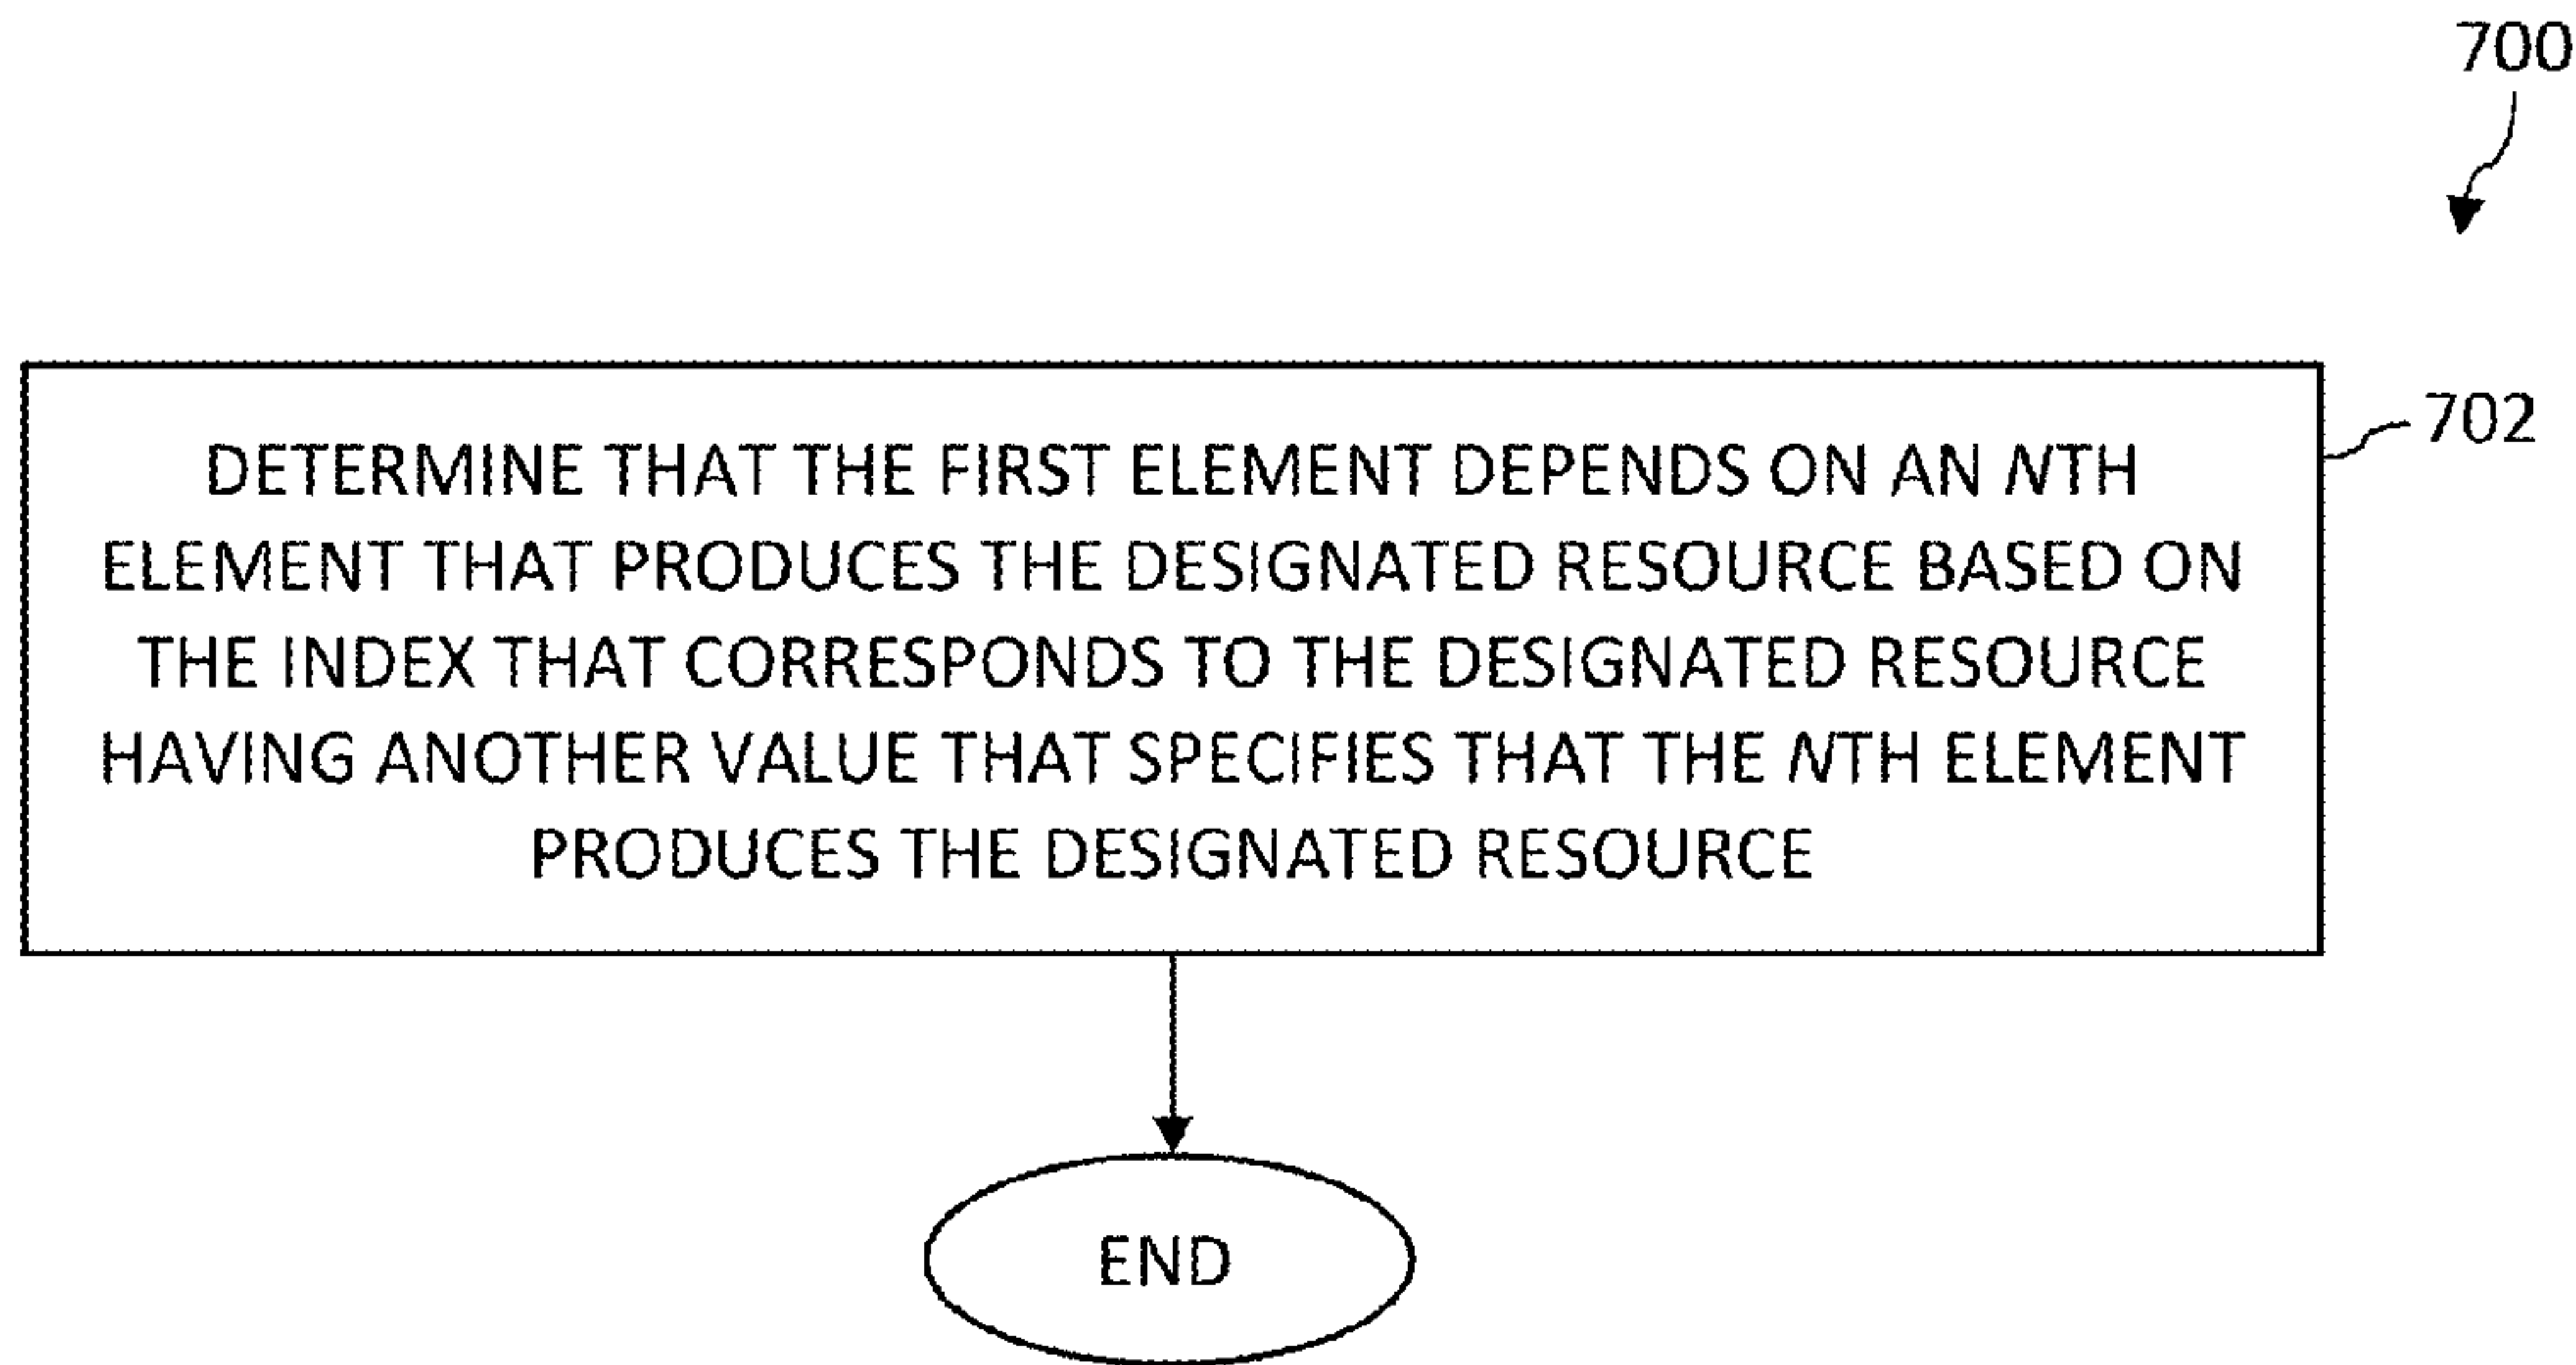 700
DETERMINE THAT THE FIRST ELEMENT DEPENDS ON AN NTH
702
ELEMENT THAT PRODUCES THE DESIGNATED RESOURCE BASED ON
THE INDEX THAT CORRESPONDS TO THE DESIGNATED RESOURCE
HAVING ANOTHER VALUE THAT SPECIFIES THAT THE NTH ELEMENT
PRODUCES THE DESIGNATED RESOURCE
END